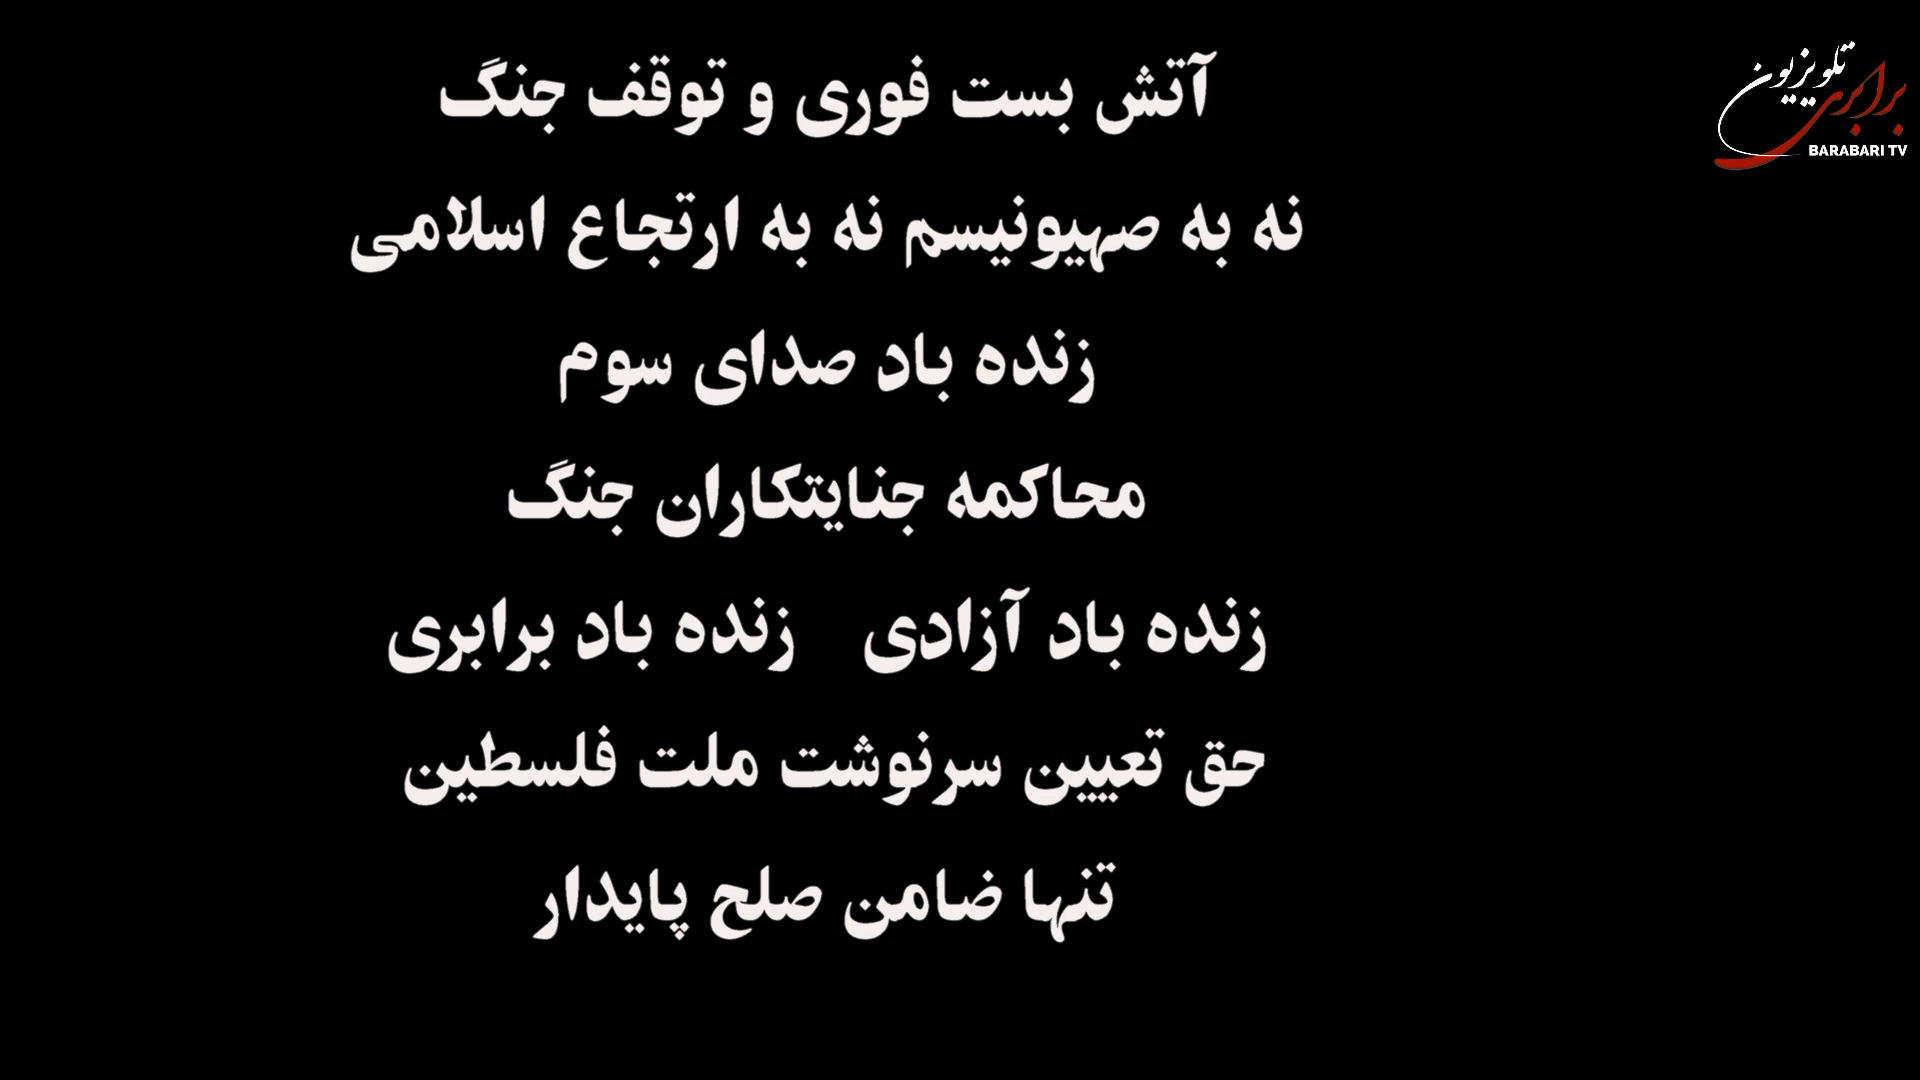 آتش بست فوری و توقف جنگ
نه به صهیونیسم نه به ارتجاع اسلامی
زنده باد صدای سوم
محاکمه جنایتکاران جنگ
زنده باد آزادی زنده باد برابری
حق تعیین سرنوشت ملت فلسطین
تنها ضامن صلح پایدار
تلویزیون برابری
BARABARI TV